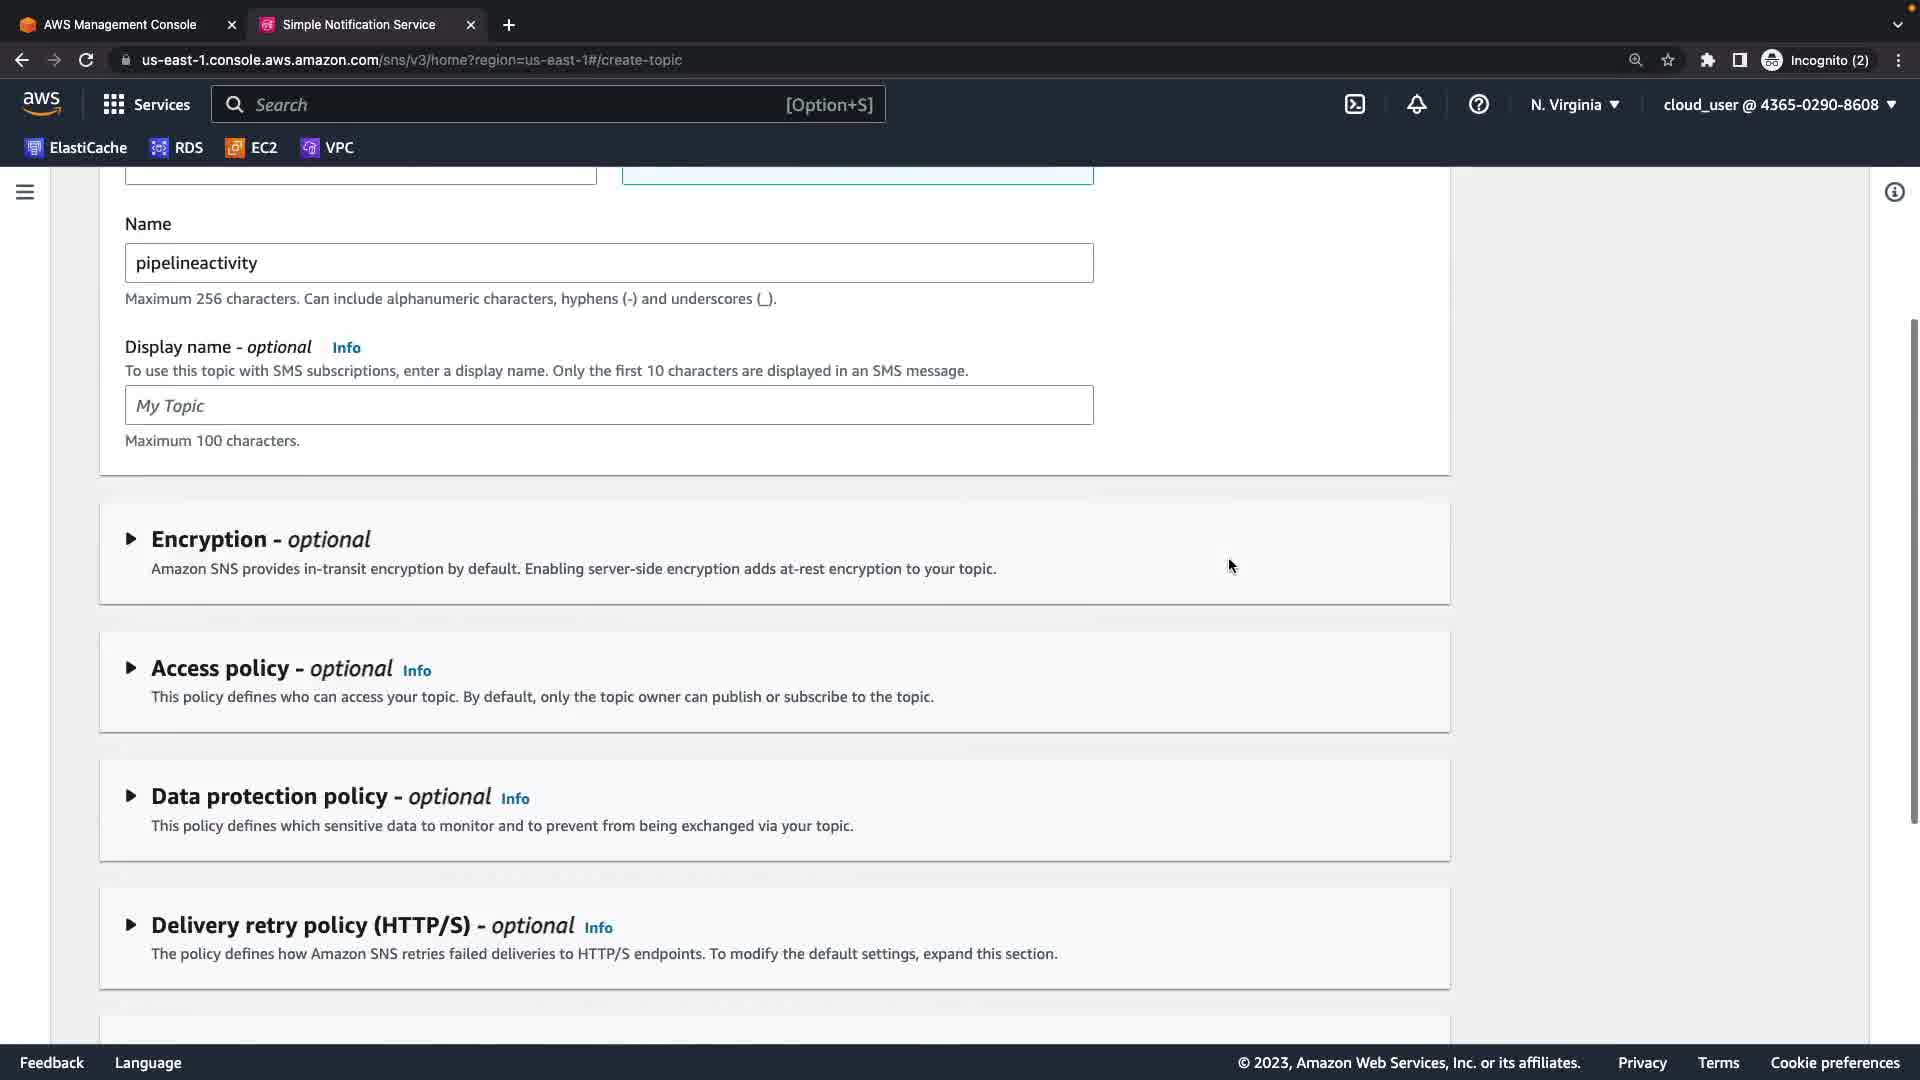 AWS Management Console
Simple Notification Service
us-east-1.console.aws.amazon.com/sns/v3/home?region=us-east-1#/create-topic
Incognito (2)
aws
Services
Search
[Option+S]
N. Virginia
cloud_user @ 4365-0290-8608
ElastiCache
RDS
EC2
VPC
Name
pipelineactivity
Maximum 256 characters. Can include alphanumeric characters, hyphens (-) and underscores (_).
Display name - optional Info
To use this topic with SMS subscriptions, enter a display name. Only the first 10 characters are displayed in an SMS message.
My Topic
Maximum 100 characters.
Encryption - optional
Amazon SNS provides in-transit encryption by default. Enabling server-side encryption adds at-rest encryption to your topic.
Access policy - optional Info
This policy defines who can access your topic. By default, only the topic owner can publish or subscribe to the topic.
Data protection policy - optional Info
This policy defines which sensitive data to monitor and to prevent from being exchanged via your topic.
Delivery retry policy (HTTP/S) - optional Info
The policy defines how Amazon SNS retries failed deliveries to HTTP/S endpoints. To modify the default settings, expand this section.
Feedback
Language
© 2023, Amazon Web Services, Inc. or its affiliates.
Privacy
Terms
Cookie preferences